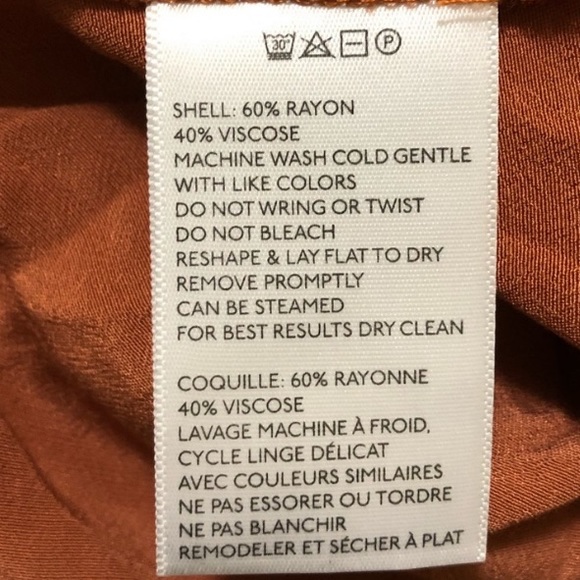 30°
P
SHELL: 60% RAYON
40% VISCOSE
MACHINE WASH COLD GENTLE
WITH LIKE COLORS
DO NOT WRING OR TWIST
DO NOT BLEACH
RESHAPE & LAY FLAT TO DRY
REMOVE PROMPTLY
CAN BE STEAMED
FOR BEST RESULTS DRY CLEAN
COQUILLE: 60% RAYONNE
40% VISCOSE
LAVAGE MACHINE À FROID,
CYCLE LINGE DÉLICAT
AVEC COULEURS SIMILAIRES
NE PAS ESSORER OU TORDRE
NE PAS BLANCHIR
REMODELER ET SÉCHER À PLAT